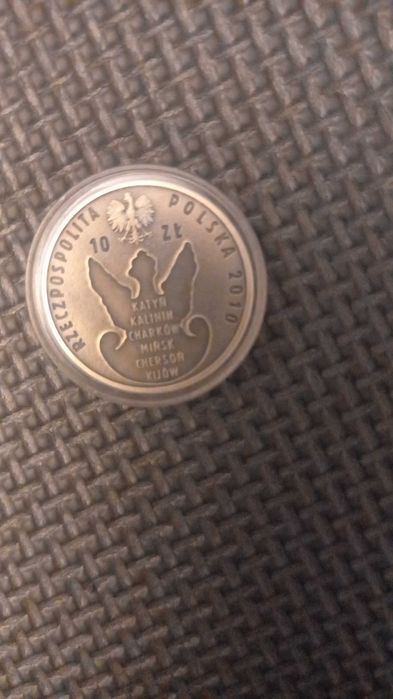 RZECZPOSPOLITA POLSKA 2010
10 ZŁ
KATYŃ
KALININ
CHARKÓW
MIŃSK
CHERSOŃ
KIJÓW